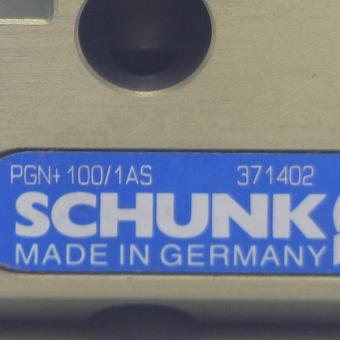 PGN+ 100/1AS 371402
SCHUNK
MADE IN GERMANY